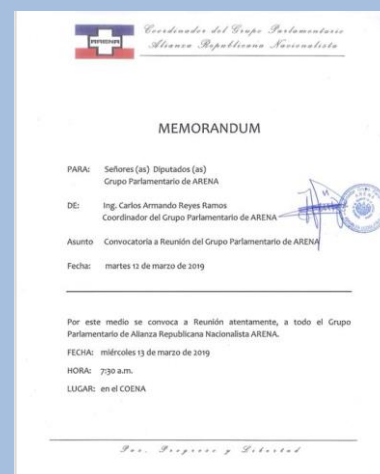 Coordinador del Grupo Parlamentario
Alianza Republicana Nacionalista
ARENA
MEMORANDUM
PARA: Señores (as) Diputados (as)
Grupo Parlamentario de ARENA
DE: Ing. Carlos Armando Reyes Ramos
Coordinador del Grupo Parlamentario de ARENA
Asunto Convocatoria a Reunión del Grupo Parlamentario de ARENA
Fecha: martes 12 de marzo de 2019
Por este medio se convoca a Reunión atentamente, a todo el Grupo
Parlamentario de Alianza Republicana Nacionalista ARENA.
FECHA: miércoles 13 de marzo de 2019
HORA: 7:30 a.m.
LUGAR: en el COENA
Paz, Progreso y Libertad